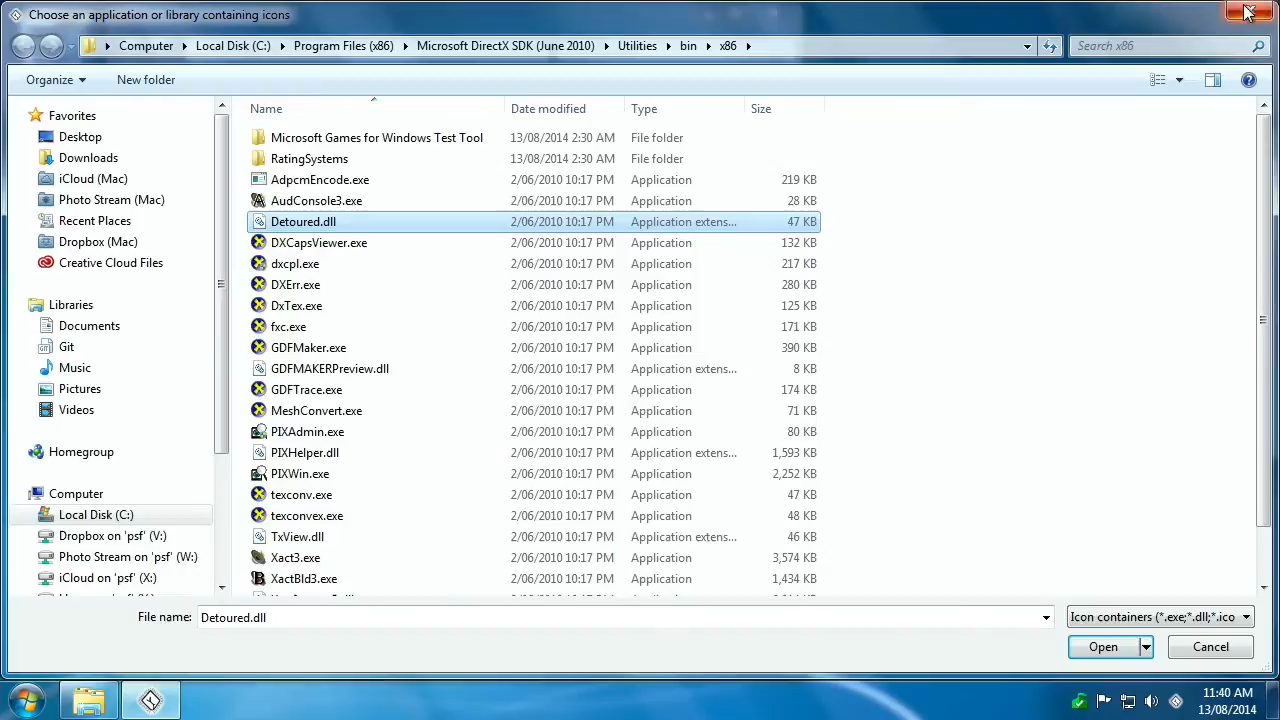 Choose an application or library containing icons
Computer Local Disk (C:) Program Files (x86) Microsoft DirectX SDK (June 2010) Utilities bin x86
Search x86
Organize New folder
Name Date modified Type Size
Favorites
Desktop
Downloads
iCloud (Mac)
Photo Stream (Mac)
Recent Places
Dropbox (Mac)
Creative Cloud Files
Libraries
Documents
Git
Music
Pictures
Videos
Homegroup
Computer
Local Disk (C:)
Dropbox on 'psf' (V:)
Photo Stream on 'psf' (W:)
iCloud on 'psf' (X:)
Microsoft Games for Windows Test Tool 13/08/2014 2:30 AM File folder
RatingSystems 13/08/2014 2:30 AM File folder
AdpcmEncode.exe 2/06/2010 10:17 PM Application 219 KB
AudConsole3.exe 2/06/2010 10:17 PM Application 28 KB
Detoured.dll 2/06/2010 10:17 PM Application extens... 47 KB
DXCapsViewer.exe 2/06/2010 10:17 PM Application 132 KB
dxcpl.exe 2/06/2010 10:17 PM Application 217 KB
DXErr.exe 2/06/2010 10:17 PM Application 280 KB
DxTex.exe 2/06/2010 10:17 PM Application 125 KB
fxc.exe 2/06/2010 10:17 PM Application 171 KB
GDFMaker.exe 2/06/2010 10:17 PM Application 390 KB
GDFMAKERPreview.dll 2/06/2010 10:17 PM Application extens... 8 KB
GDFTrace.exe 2/06/2010 10:17 PM Application 174 KB
MeshConvert.exe 2/06/2010 10:17 PM Application 71 KB
PIXAdmin.exe 2/06/2010 10:17 PM Application 80 KB
PIXHelper.dll 2/06/2010 10:17 PM Application extens... 1,593 KB
PIXWin.exe 2/06/2010 10:17 PM Application 2,252 KB
texconv.exe 2/06/2010 10:17 PM Application 47 KB
texconvex.exe 2/06/2010 10:17 PM Application 48 KB
TxView.dll 2/06/2010 10:17 PM Application extens... 46 KB
Xact3.exe 2/06/2010 10:17 PM Application 3,574 KB
XactBld3.exe 2/06/2010 10:17 PM Application 1,434 KB
File name: Detoured.dll
Icon containers (*.exe;*.dll;*.ico
Open Cancel
11:40 AM
13/08/2014